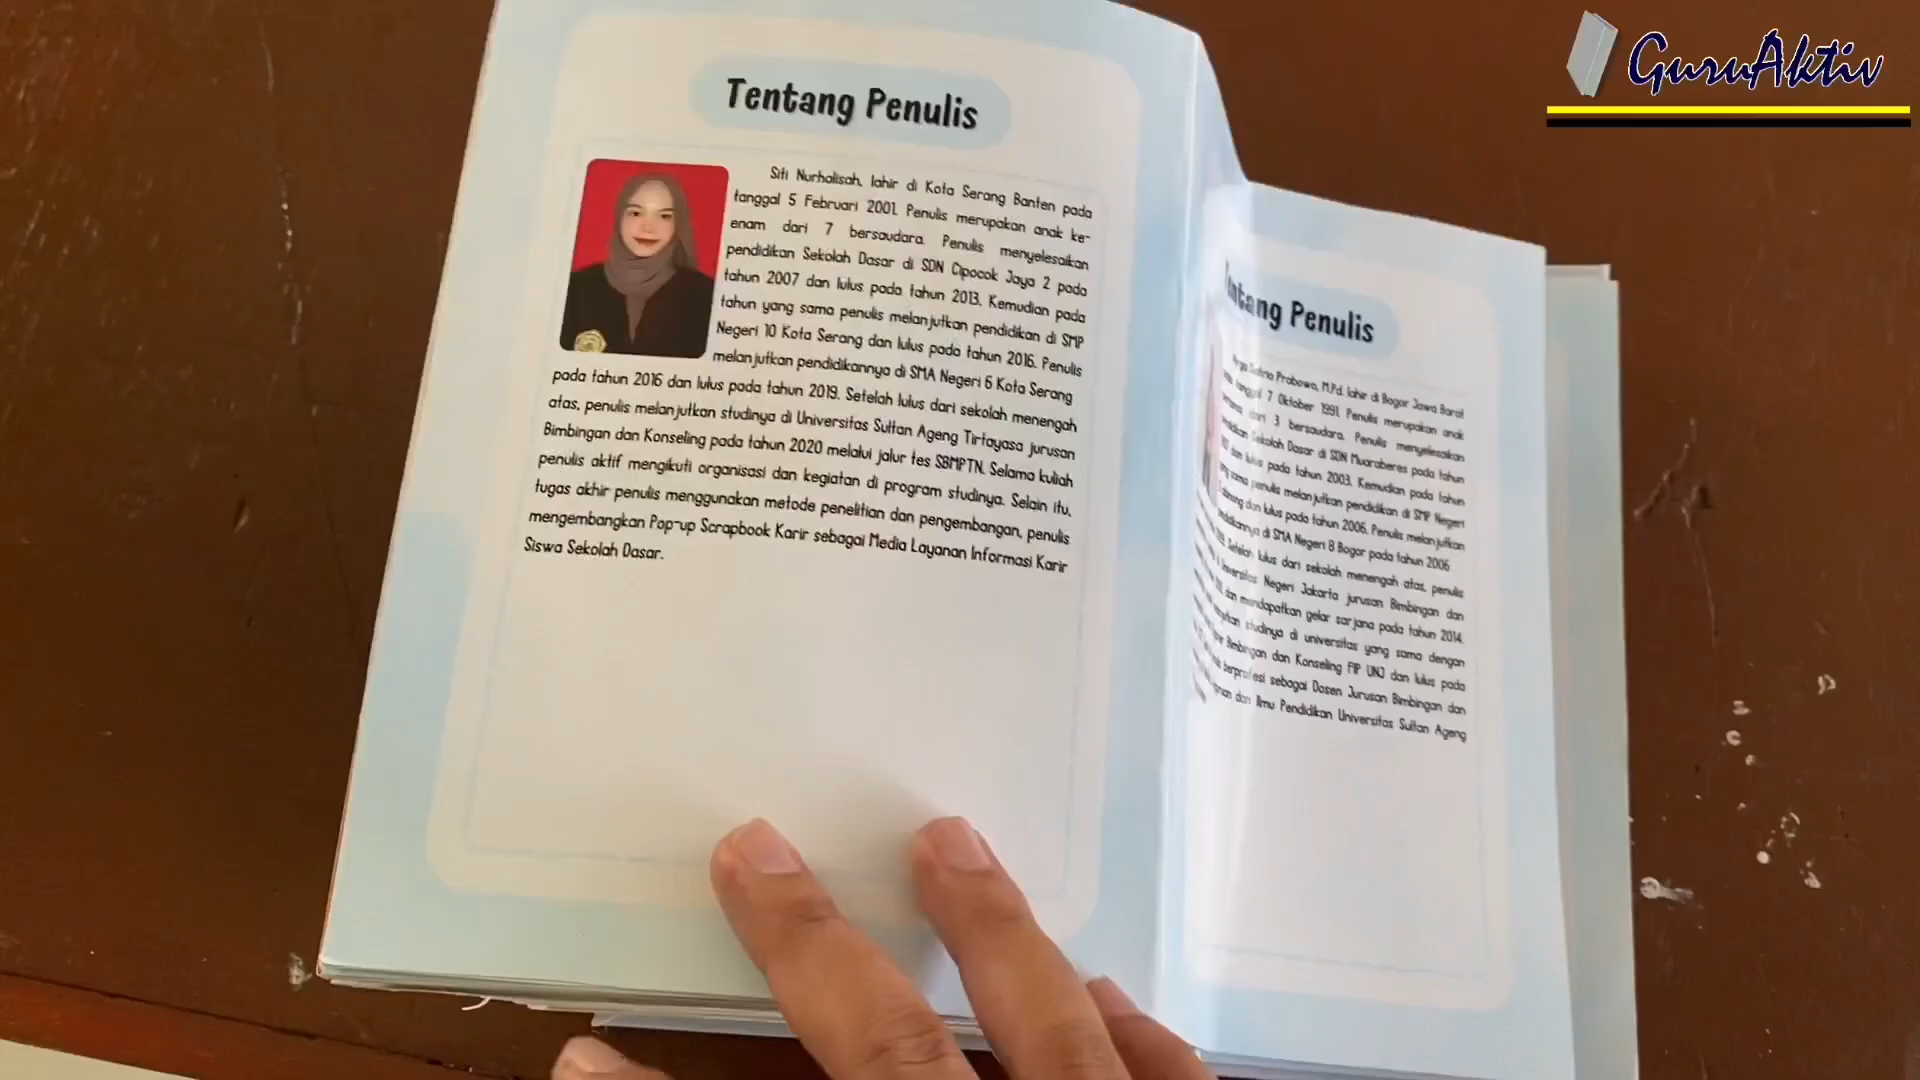 GuruAktiv
Tentang Penulis
Siti Nurhalisah, lahir di Kota Serang Banten pada
tanggal 5 Februari 2001. Penulis merupakan anak ke-
enam dari 7 bersaudara. Penulis menyelesaikan
pendidikan Sekolah Dasar di SDN Cipocok Jaya 2 pada
tahun 2007 dan lulus pada tahun 2013. Kemudian pada
tahun yang sama penulis melanjutkan pendidikan di SMP
Negeri 10 Kota Serang dan lulus pada tahun 2016. Penulis
melanjutkan pendidikannya di SMA Negeri 6 Kota Serang
pada tahun 2016 dan lulus pada tahun 2019. Setelah lulus dari sekolah menengah
atas, penulis melanjutkan studinya di Universitas Sultan Ageng Tirtayasa jurusan
Bimbingan dan Konseling pada tahun 2020 melalui jalur tes SBMPTN. Selama kuliah
penulis aktif mengikuti organisasi dan kegiatan di program studinya. Selain itu,
tugas akhir penulis menggunakan metode penelitian dan pengembangan, penulis
mengembangkan Pop-up Scrapbook Karir sebagai Media Layanan Informasi Karir
Siswa Sekolah Dasar.
Penulis
Prabowo, M.Pd. lahir di Bogor Jawa Barat
7 Oktober 1991. Penulis merupakan anak
dari 3 bersaudara. Penulis menyelesaikan
Sekolah Dasar di SDN Muaraberes pada tahun
dan lulus pada tahun 2003. Kemudian pada tahun
sama penulis melanjutkan pendidikan di SMP Negeri
dan lulus pada tahun 2006. Penulis melanjutkan
di SMA Negeri 8 Bogor pada tahun 2006
Setelah lulus dari sekolah menengah atas, penulis
Negeri Jakarta jurusan Bimbingan dan
dan mendapatkan gelar sarjana pada tahun 2014.
studinya di universitas yang sama dengan
Bimbingan dan Konseling FIP UNJ dan lulus pada
berprofesi sebagai Dosen Jurusan Bimbingan dan
dan Ilmu Pendidikan Universitas Sultan Ageng